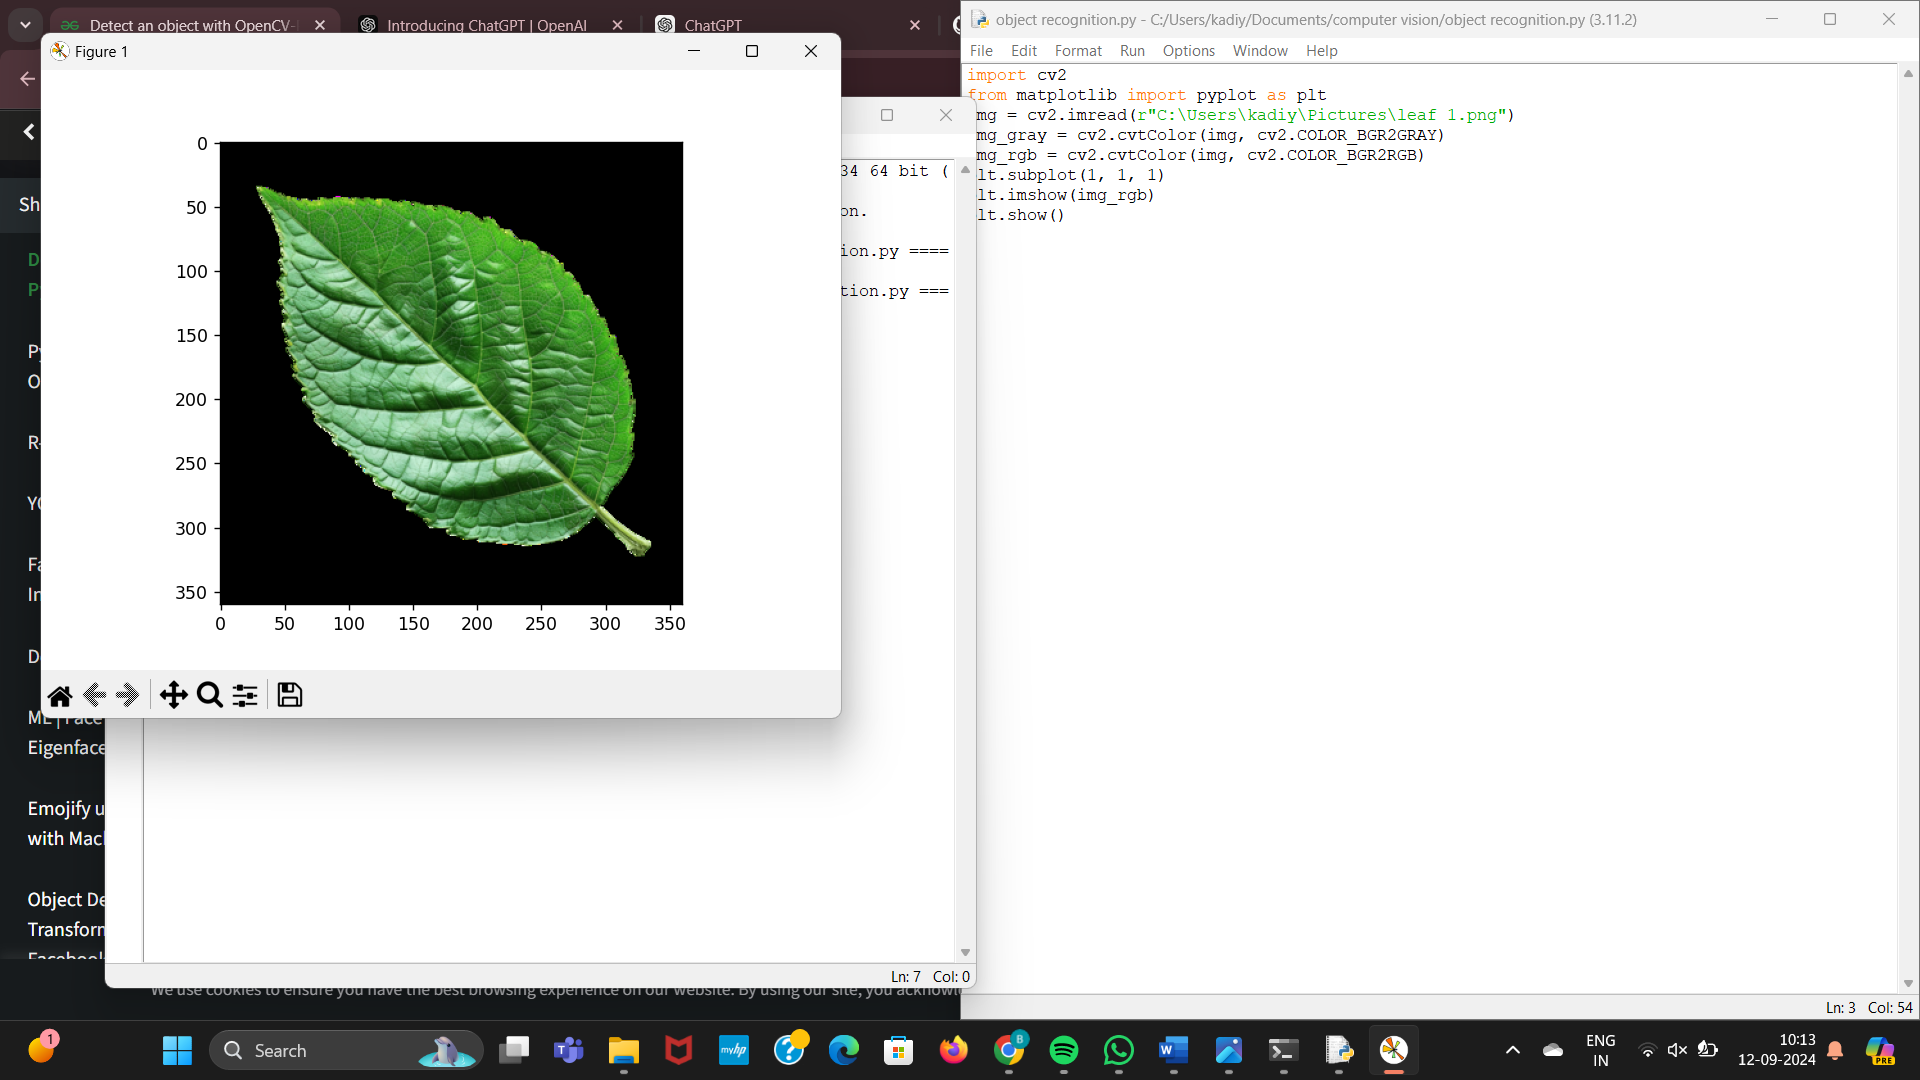 Detect an object with OpenCV-
Introducing ChatGPT | OpenAI
ChatGPT
Figure 1
0
50
100
150
200
250
300
350
0 50 100 150 200 250 300 350
34 64 bit (
on.
ion.py ====
tion.py ===
Ln: 7 Col: 0
Sh
Eigenface
Emojify u
with Mac
Object De
Transforn
Facebook
We use cookies to ensure you have the best browsing experience on our website. By using our site, you acknowl
object recognition.py - C:/Users/kadiy/Documents/computer vision/object recognition.py (3.11.2)
File Edit Format Run Options Window Help
import cv2
from matplotlib import pyplot as plt
mg = cv2.imread(r"C:\Users\kadiy\Pictures\leaf 1.png")
mg_gray = cv2.cvtColor(img, cv2.COLOR_BGR2GRAY)
mg_rgb = cv2.cvtColor(img, cv2.COLOR_BGR2RGB)
lt.subplot(1, 1, 1)
lt.imshow(img_rgb)
lt.show()
Ln: 3 Col: 54
1
Search
myhp
B
ENG
IN
10:13
12-09-2024
PRE